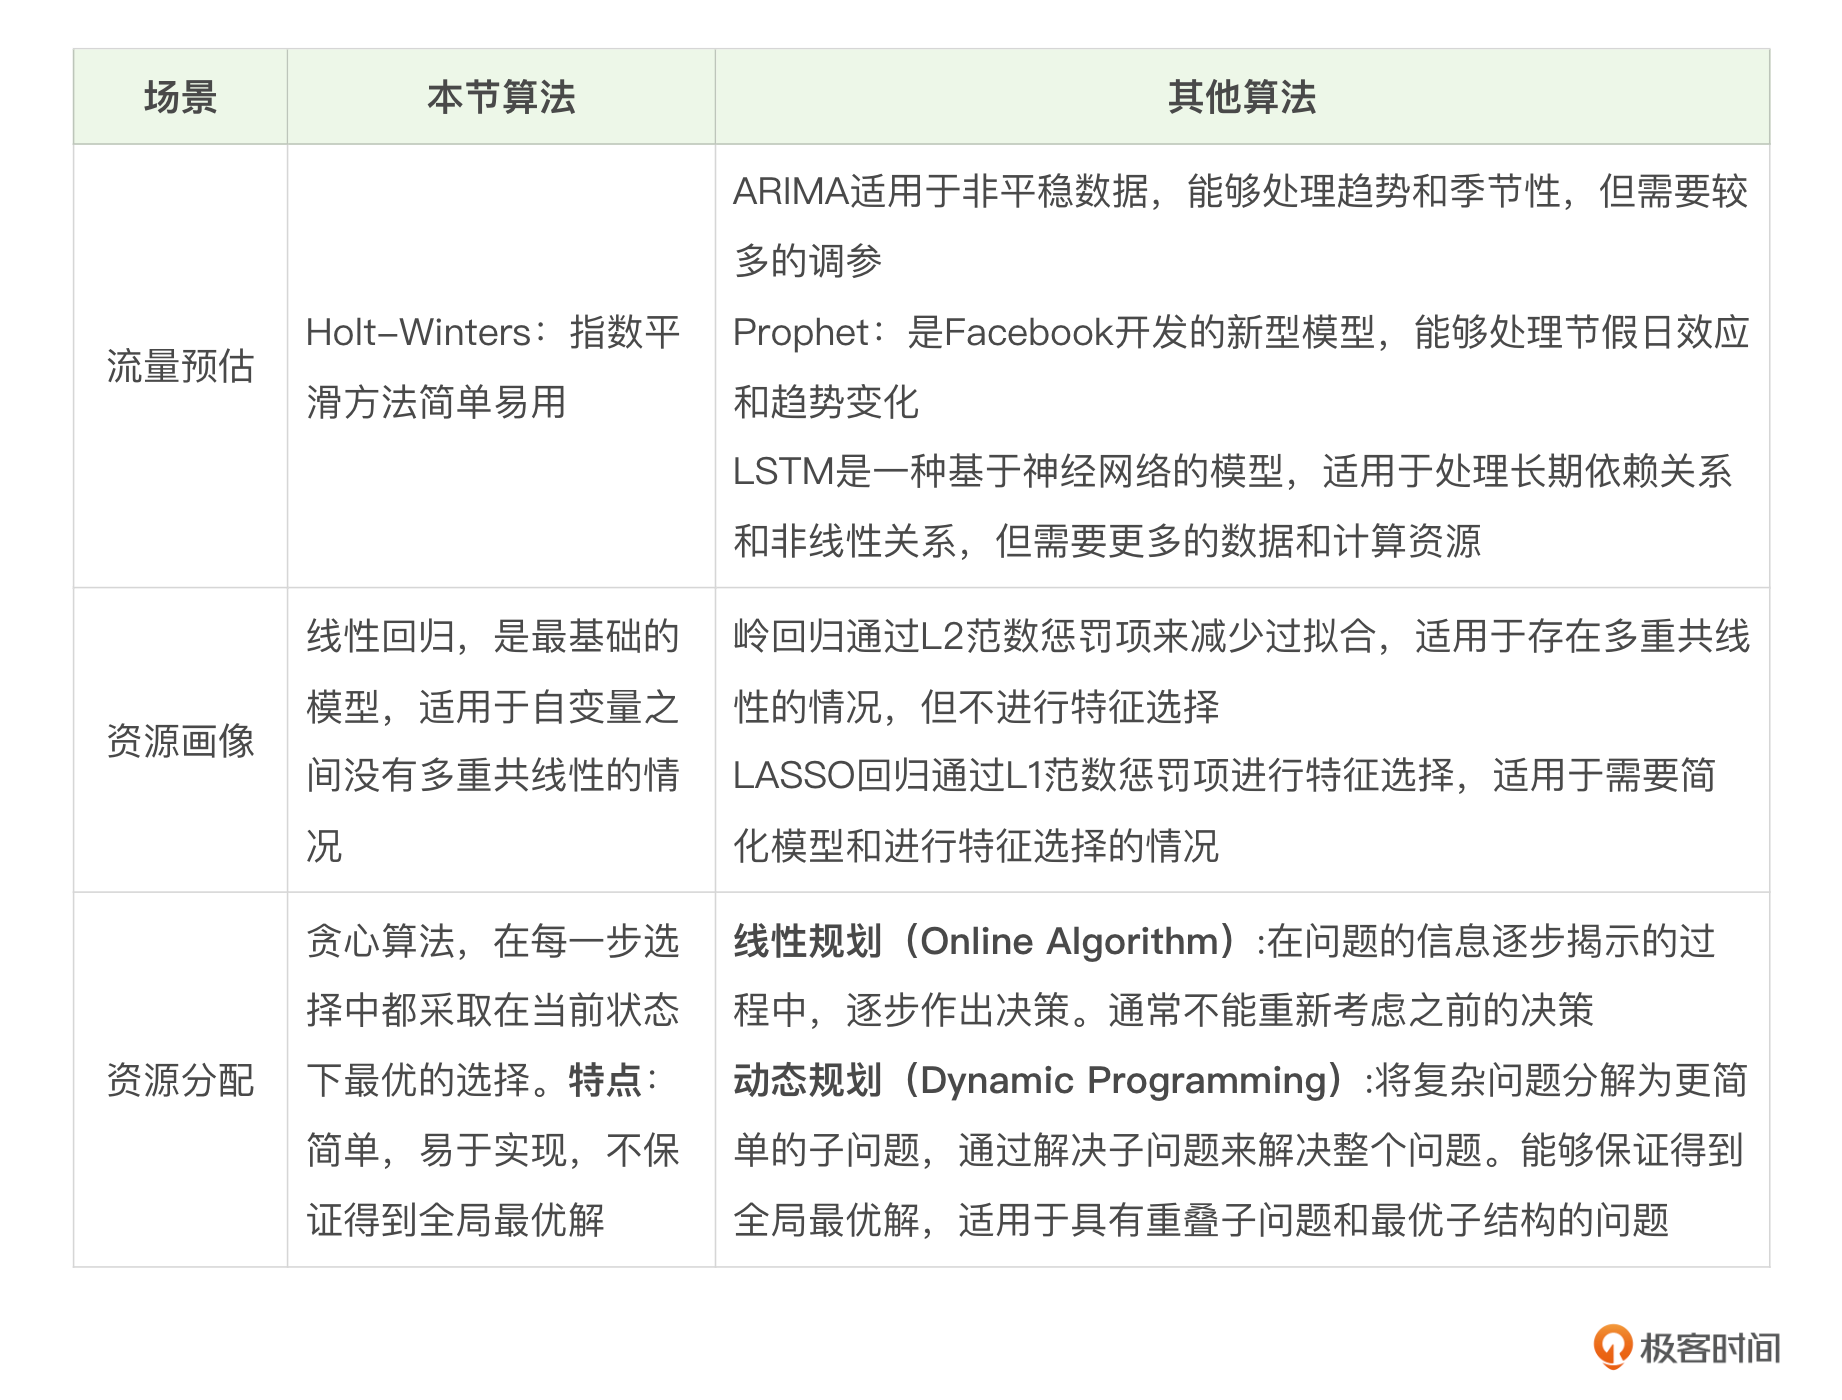 场景
本节算法
其他算法
流量预估
Holt-Winters：指数平
滑方法简单易用
ARIMA适用于非平稳数据，能够处理趋势和季节性，但需要较
多的调参
Prophet：是Facebook开发的新型模型，能够处理节假日效应
和趋势变化
LSTM是一种基于神经网络的模型，适用于处理长期依赖关系
和非线性关系，但需要更多的数据和计算资源
资源画像
线性回归，是最基础的
模型，适用于自变量之
间没有多重共线性的情
况
岭回归通过L2范数惩罚项来减少过拟合，适用于存在多重共线
性的情况，但不进行特征选择
LASSO回归通过L1范数惩罚项进行特征选择，适用于需要简
化模型和进行特征选择的情况
资源分配
贪心算法，在每一步选
择中都采取在当前状态
下最优的选择。特点：
简单，易于实现，不保
证得到全局最优解
线性规划（Online Algorithm）:在问题的信息逐步揭示的过
程中，逐步作出决策。通常不能重新考虑之前的决策
动态规划（Dynamic Programming）:将复杂问题分解为更简
单的子问题，通过解决子问题来解决整个问题。能够保证得到
全局最优解，适用于具有重叠子问题和最优子结构的问题
极客时间